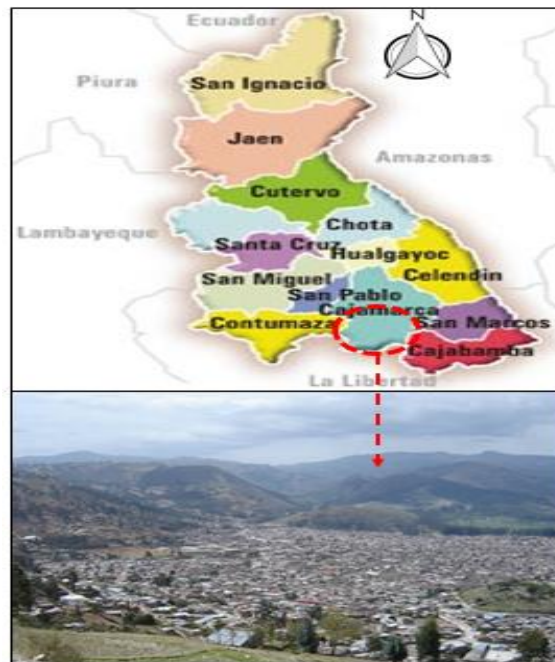 Ecuador
N
San Ignacio
Piura
Jaen
Amazonas
Cutervo
Chota
Lambayeque
Santa Cruz
Hualgayoc
San Miguel
Celendin
San Pablo
Cajamarca
Contumaza
San Marcos
Cajabamba
La Libertad